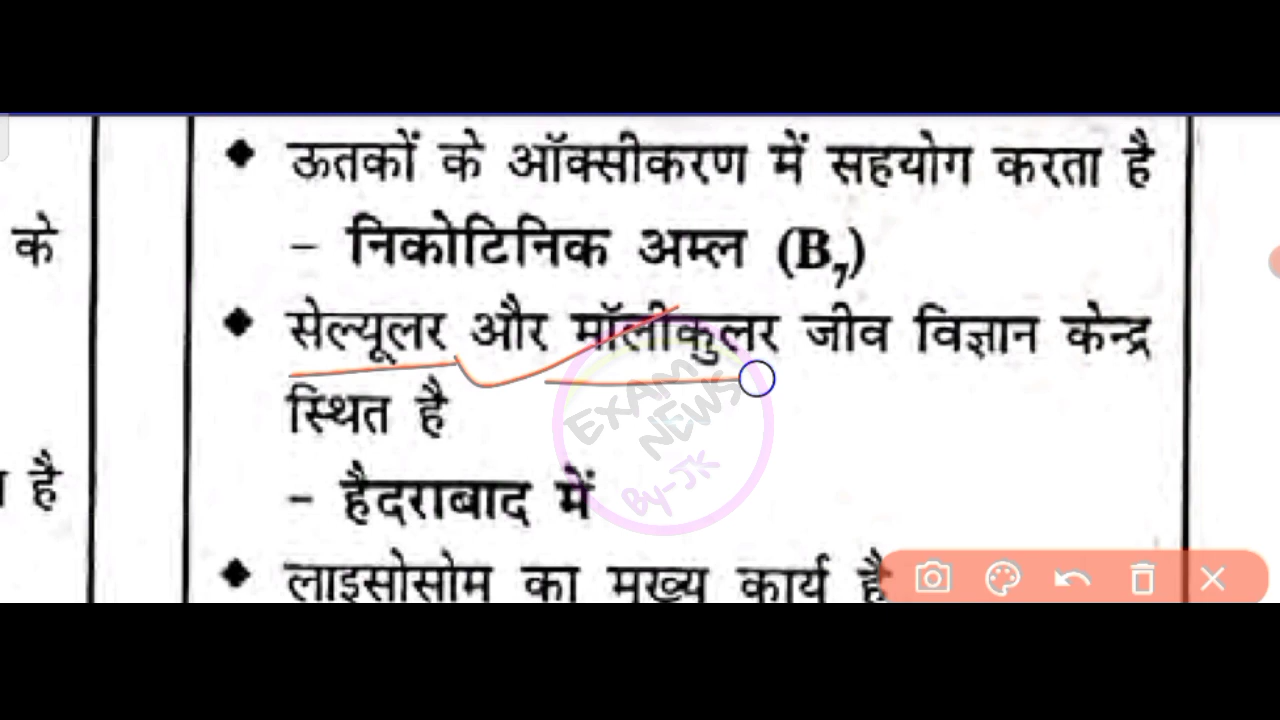 ◆ ऊतकों के ऑक्सीकरण में सहयोग करता है
के
– निकोटिनिक अम्ल (B₇)
◆ सेल्यूलर और मॉलीकुलर जीव विज्ञान केन्द्र
स्थित है
EXAM
NEWS
By-JK
है
– हैदराबाद में
◆ लाइसोसोम का मुख्य कार्य है